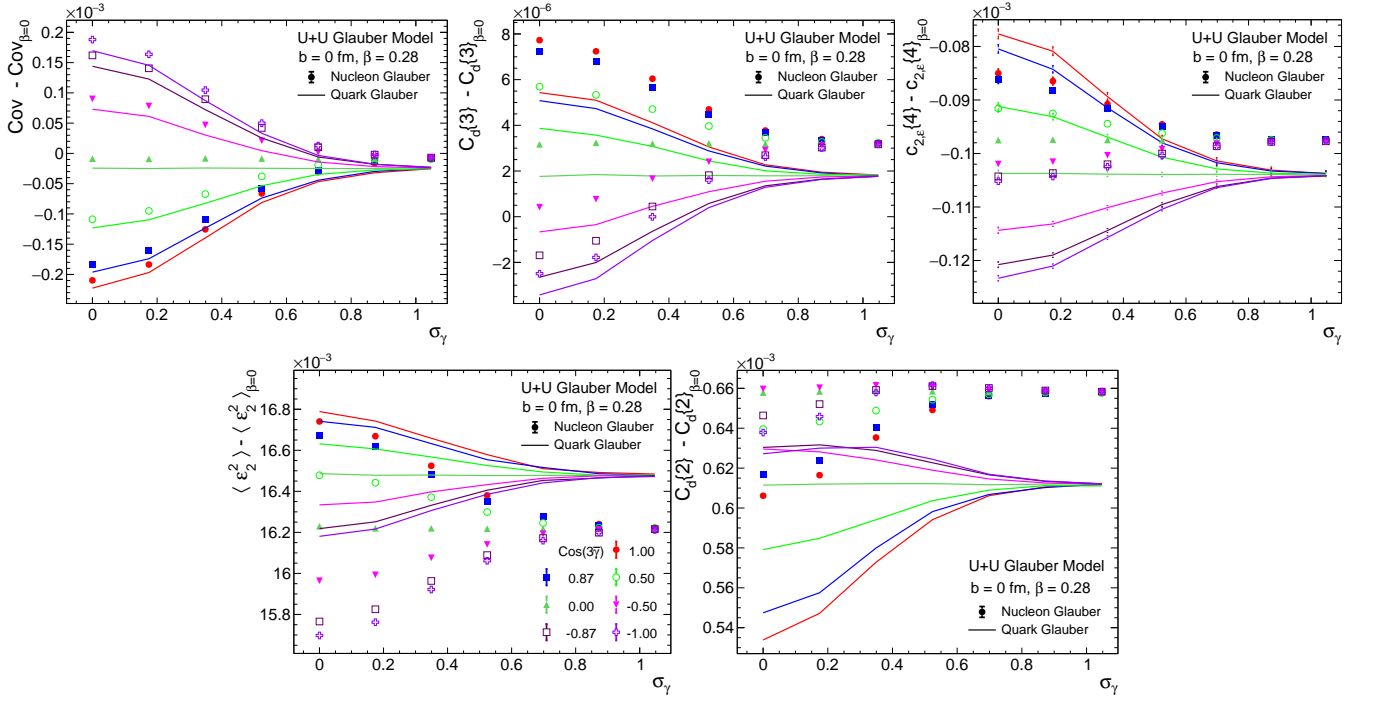 ×10⁻³
Cov - Cov_{β=0}
0.2
0.15
0.1
0.05
0
−0.05
−0.1
−0.15
−0.2
U+U Glauber Model
b = 0 fm, β = 0.28
Nucleon Glauber
Quark Glauber
0 0.2 0.4 0.6 0.8 1
σ_γ
×10⁻⁶
C_d{3} - C_d{3}_{β=0}
8
6
4
2
0
−2
U+U Glauber Model
b = 0 fm, β = 0.28
Nucleon Glauber
Quark Glauber
0 0.2 0.4 0.6 0.8 1
σ_γ
×10⁻³
c_{2,ε}{4} - c_{2,ε}{4}_{β=0}
−0.08
−0.09
−0.1
−0.11
−0.12
U+U Glauber Model
b = 0 fm, β = 0.28
Nucleon Glauber
Quark Glauber
0 0.2 0.4 0.6 0.8 1
σ_γ
×10⁻³
⟨ ε₂² ⟩ - ⟨ ε₂² ⟩_{β=0}
16.8
16.6
16.4
16.2
16
15.8
U+U Glauber Model
b = 0 fm, β = 0.28
Nucleon Glauber
Quark Glauber
Cos(3γ) 1.00
0.87 0.50
0.00 -0.50
-0.87 -1.00
0 0.2 0.4 0.6 0.8 1
σ_γ
×10⁻³
C_d{2} - C_d{2}_{β=0}
0.66
0.64
0.62
0.6
0.58
0.56
0.54
U+U Glauber Model
b = 0 fm, β = 0.28
Nucleon Glauber
Quark Glauber
0 0.2 0.4 0.6 0.8 1
σ_γ